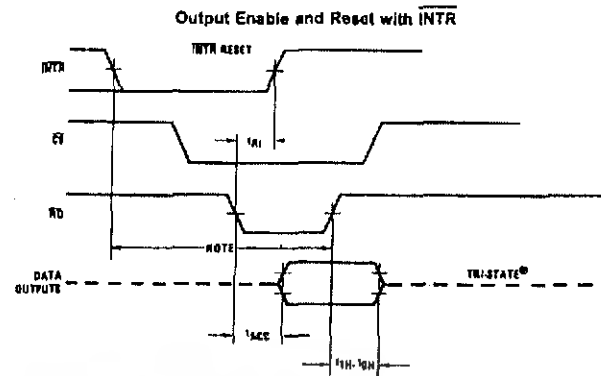 Output Enable and Reset with INTR
INTR RESET
INTR
CS
tRI
RD
NOTE
DATA
OUTPUTS
TRI-STATE®
tACC
t1H, t0H